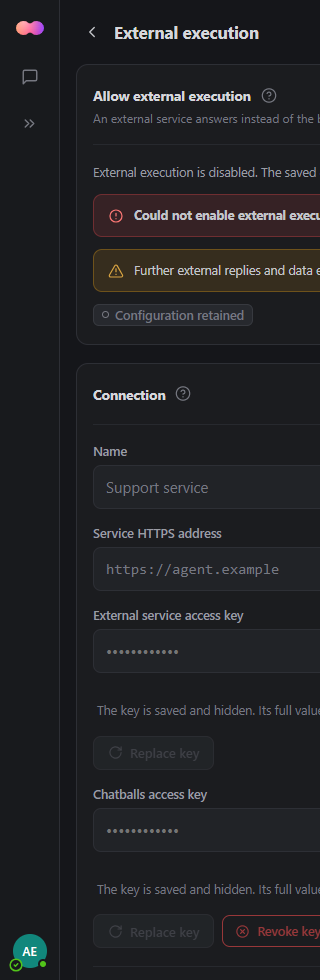 External execution
Allow external execution
An external service answers instead of the
External execution is disabled. The saved
Could not enable external
Further external replies and data
Configuration retained
Connection
Name
Support service
Service HTTPS address
https://agent.example
External service access key
••••••••••••
The key is saved and hidden. Its full
Replace key
Chatballs access key
••••••••••••
The key is saved and hidden. Its full
Replace key
Revoke key
AE